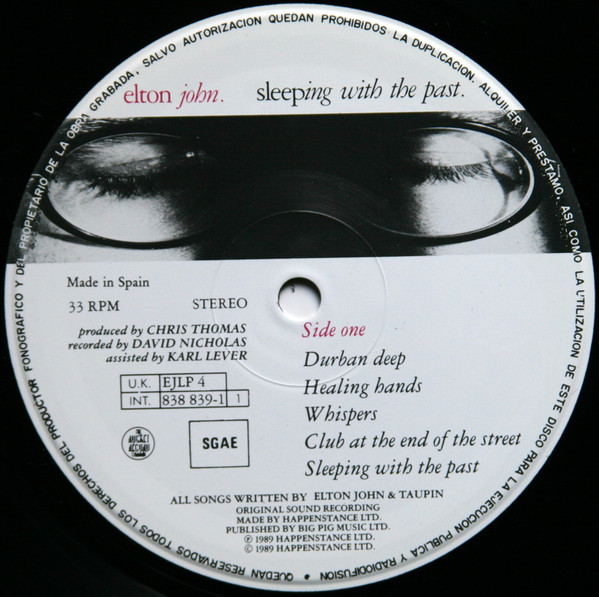 QUEDAN RESERVADOS TODOS LOS DERECHOS DEL PRODUCTOR FONOGRAFICO Y DEL PROPIETARIO DE LA OBRA GRABADA, SALVO AUTORIZACION QUEDAN PROHIBIDOS LA DUPLICACION, ALQUILER Y PRESTAMO, ASI COMO LA UTILIZACION DE ESTE DISCO PARA LA EJECUCION PUBLICA Y RADIODIFUSION •
elton john. sleeping with the past.
Made in Spain
33 RPM STEREO
produced by CHRIS THOMAS
recorded by DAVID NICHOLAS
assisted by KARL LEVER
U.K. EJLP 4
INT. 838 839-1 1
SGAE
Side one
Durban deep
Healing hands
Whispers
Club at the end of the street
Sleeping with the past
ALL SONGS WRITTEN BY ELTON JOHN & TAUPIN
ORIGINAL SOUND RECORDING
MADE BY HAPPENSTANCE LTD.
PUBLISHED BY BIG PIG MUSIC LTD.
℗ 1989 HAPPENSTANCE LTD.
© 1989 HAPPENSTANCE LTD.